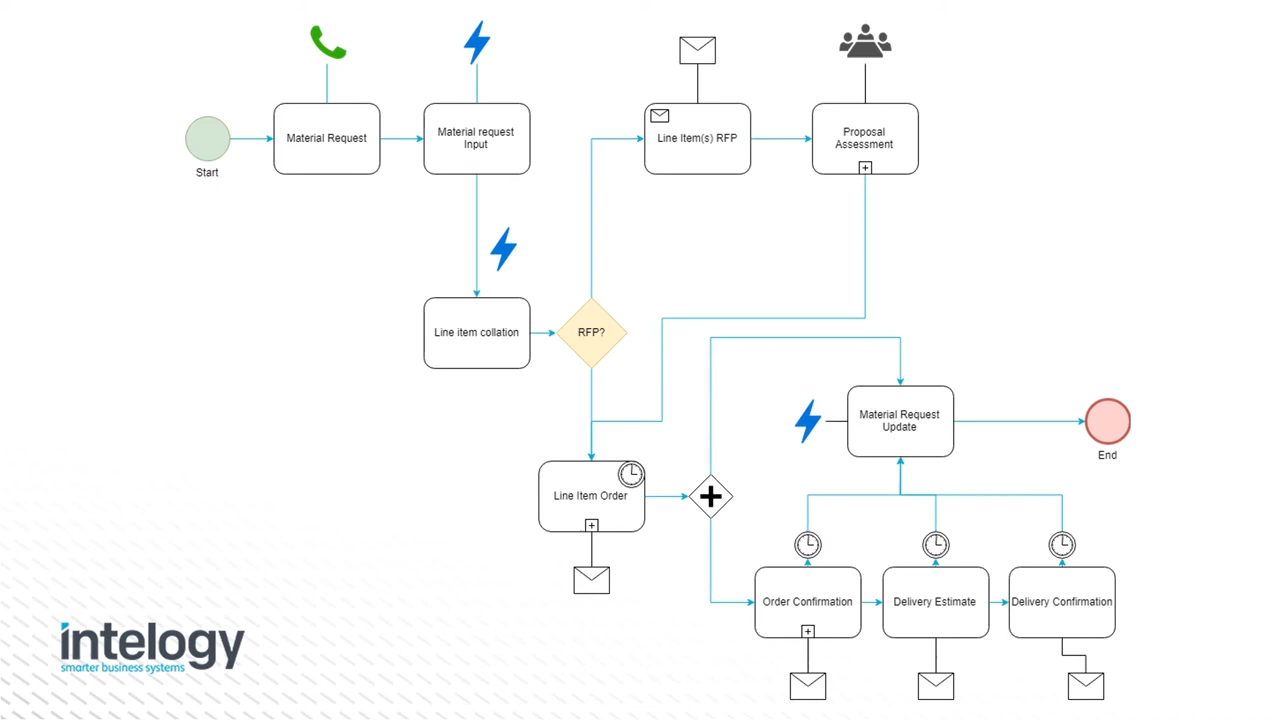 Material Request
Material request
Input
Line Item(s) RFP
Proposal
Assessment
Start
Line item collation
RFP?
Material Request
Update
End
Line Item Order
Order Confirmation
Delivery Estimate
Delivery Confirmation
intelogy
smarter business systems